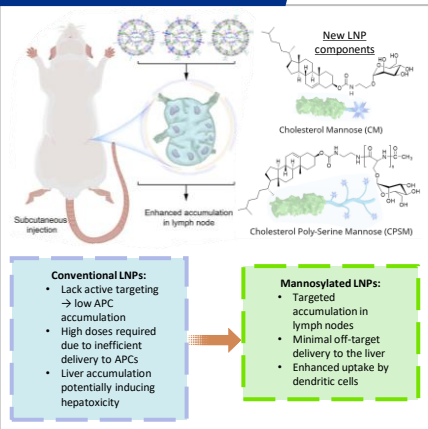 New LNP
components
Cholesterol Mannose (CM)
Subcutaneous
injection
Enhanced accumulation
in lymph node
Cholesterol Poly-Serine Mannose (CPSM)
Conventional LNPs:
• Lack active targeting
→ low APC
accumulation
• High doses required
due to inefficient
delivery to APCs
• Liver accumulation
potentially inducing
hepatoxicity
Mannosylated LNPs:
• Targeted
accumulation in
lymph nodes
• Minimal off-target
delivery to the liver
• Enhanced uptake by
dendritic cells